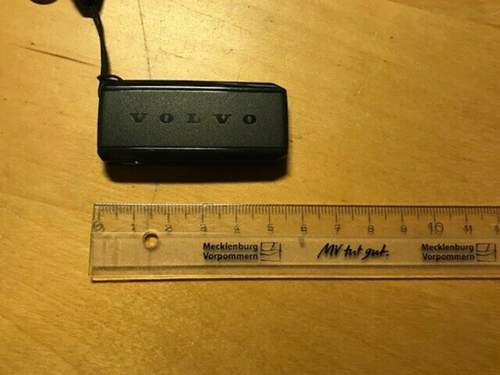 VOLVO
0 1 2 3 4 5 6 7 8 9 10 11
Mecklenburg
Vorpommern
MV tut gut.
Mecklenburg
Vorpommern